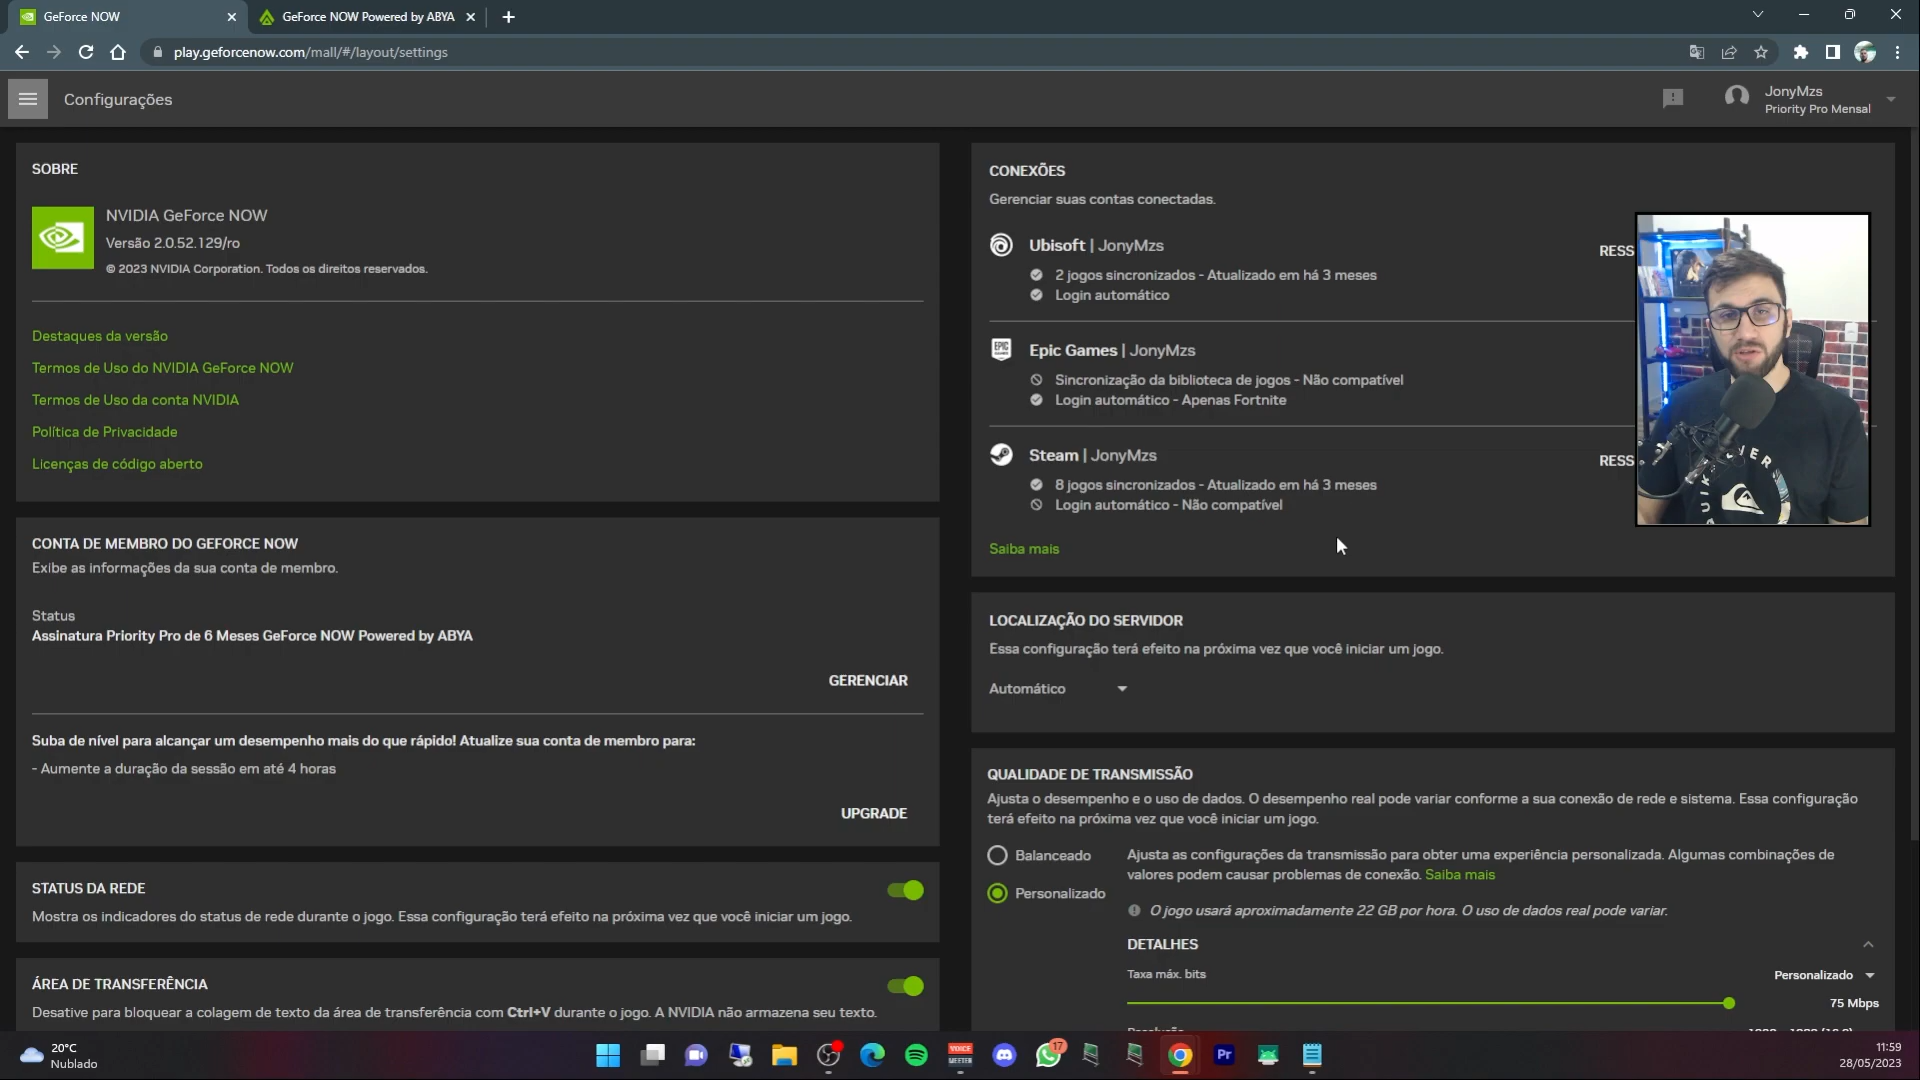 GeForce NOW
GeForce NOW Powered by ABYA
play.geforcenow.com/mall/#/layout/settings
Configurações
JonyMzs
Priority Pro Mensal
SOBRE
NVIDIA GeForce NOW
Versão 2.0.52.129/ro
© 2023 NVIDIA Corporation. Todos os direitos reservados.
Destaques da versão
Termos de Uso do NVIDIA GeForce NOW
Termos de Uso da conta NVIDIA
Política de Privacidade
Licenças de código aberto
CONTA DE MEMBRO DO GEFORCE NOW
Exibe as informações da sua conta de membro.
Status
Assinatura Priority Pro de 6 Meses GeForce NOW Powered by ABYA
GERENCIAR
Suba de nível para alcançar um desempenho mais do que rápido! Atualize sua conta de membro para:
- Aumente a duração da sessão em até 4 horas
UPGRADE
STATUS DA REDE
Mostra os indicadores do status de rede durante o jogo. Essa configuração terá efeito na próxima vez que você iniciar um jogo.
ÁREA DE TRANSFERÊNCIA
Desative para bloquear a colagem de texto da área de transferência com Ctrl+V durante o jogo. A NVIDIA não armazena seu texto.
CONEXÕES
Gerenciar suas contas conectadas.
Ubisoft | JonyMzs
RESS
2 jogos sincronizados - Atualizado em há 3 meses
Login automático
EPIC GAMES
Epic Games | JonyMzs
Sincronização da biblioteca de jogos - Não compatível
Login automático - Apenas Fortnite
Steam | JonyMzs
RESS
8 jogos sincronizados - Atualizado em há 3 meses
Login automático - Não compatível
Saiba mais
LOCALIZAÇÃO DO SERVIDOR
Essa configuração terá efeito na próxima vez que você iniciar um jogo.
Automático
QUALIDADE DE TRANSMISSÃO
Ajusta o desempenho e o uso de dados. O desempenho real pode variar conforme a sua conexão de rede e sistema. Essa configuração
terá efeito na próxima vez que você iniciar um jogo.
Balanceado
Personalizado
Ajusta as configurações da transmissão para obter uma experiência personalizada. Algumas combinações de
valores podem causar problemas de conexão. Saiba mais
O jogo usará aproximadamente 22 GB por hora. O uso de dados real pode variar.
DETALHES
Taxa máx. bits
Personalizado
75 Mbps
20°C
Nublado
VOICE
MEETER
17
Pr
11:59
28/05/2023